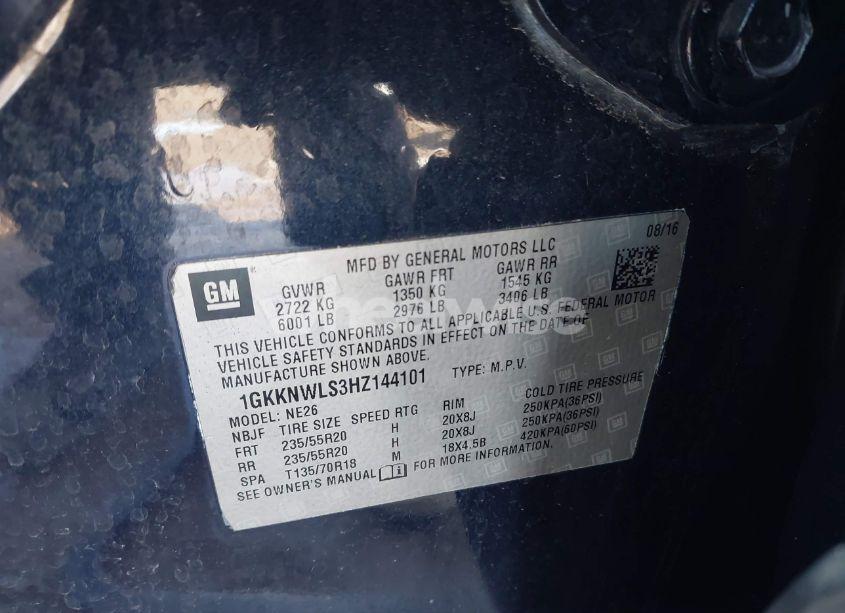 08/16
MFD BY GENERAL MOTORS LLC
GM
GVWR GAWR FRT GAWR RR
2722 KG 1350 KG 1545 KG
6001 LB 2976 LB 3406 LB
THIS VEHICLE CONFORMS TO ALL APPLICABLE U.S. FEDERAL MOTOR
VEHICLE SAFETY STANDARDS IN EFFECT ON THE DATE OF
MANUFACTURE SHOWN ABOVE.
1GKKNWLS3HZ144101 TYPE: M.P.V.
MODEL: NE26
NBJF TIRE SIZE SPEED RTG RIM COLD TIRE PRESSURE
FRT 235/55R20 H 20X8J 250KPA(36PSI)
RR 235/55R20 H 20X8J 250KPA(36PSI)
SPA T135/70R18 M 18X4.5B 420KPA(60PSI)
SEE OWNER'S MANUAL FOR MORE INFORMATION.